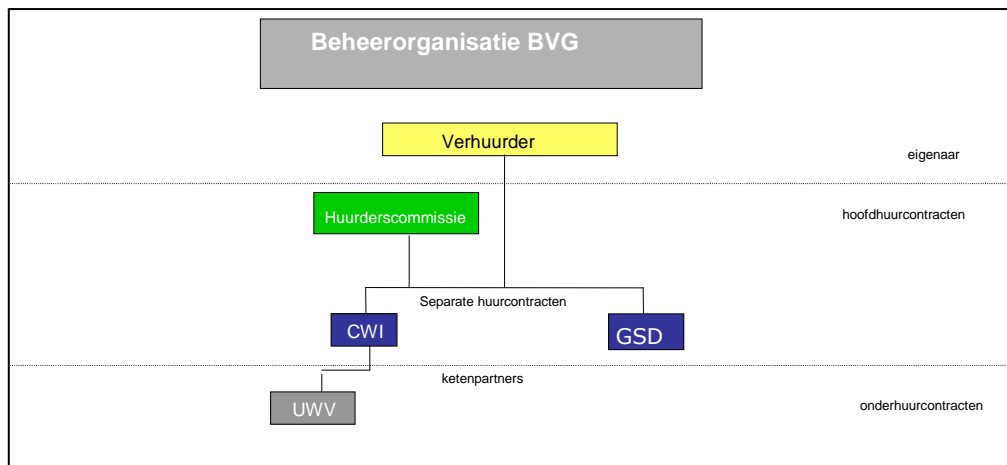 Beheerorganisatie BVG
Verhuurder
eigenaar
Huurderscommissie
hoofdhuurcontracten
Separate huurcontracten
CWI
GSD
ketenpartners
UWV
onderhuurcontracten